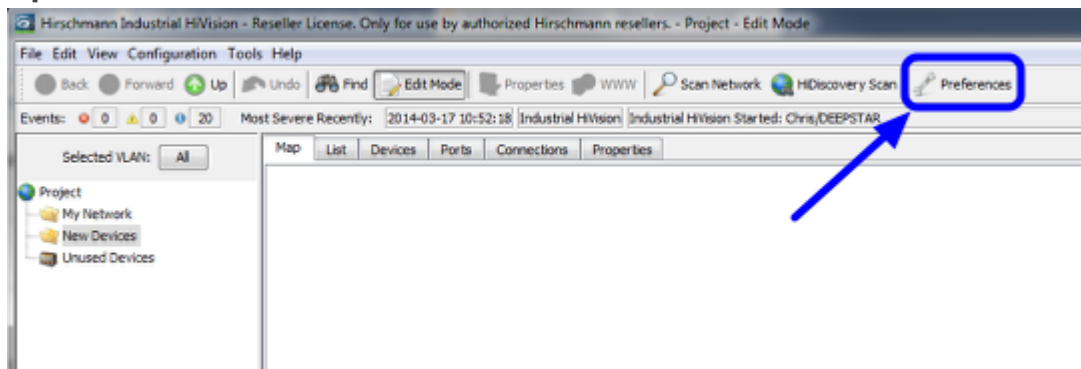 Hirschmann Industrial HiVision - Reseller License. Only for use by authorized Hirschmann resellers. - Project - Edit Mode
File Edit View Configuration Tools Help
Back Forward Up Undo Find Edit Mode Properties WWW Scan Network HiDiscovery Scan Preferences
Events: 0 0 20 Most Severe Recently: 2014-03-17 10:52:18 Industrial HiVision Industrial HiVision Started: Chris/DEEPSTAR
Selected VLAN: All Map List Devices Ports Connections Properties
Project
My Network
New Devices
Unused Devices